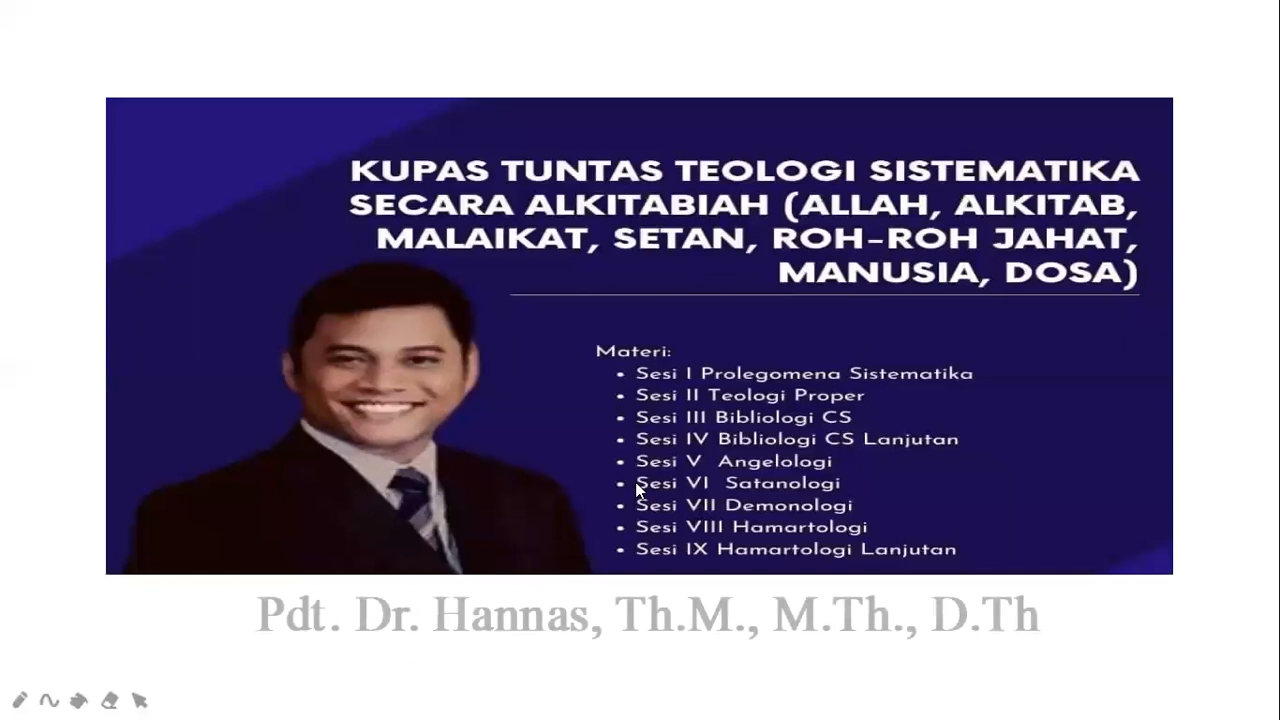 KUPAS TUNTAS TEOLOGI SISTEMATIKA
SECARA ALKITABIAH (ALLAH, ALKITAB,
MALAIKAT, SETAN, ROH-ROH JAHAT,
MANUSIA, DOSA)
Materi:
• Sesi I Prolegomena Sistematika
• Sesi II Teologi Proper
• Sesi III Bibliologi CS
• Sesi IV Bibliologi CS Lanjutan
• Sesi V Angelologi
• Sesi VI Satanologi
• Sesi VII Demonologi
• Sesi VIII Hamartologi
• Sesi IX Hamartologi Lanjutan
Pdt. Dr. Hannas, Th.M., M.Th., D.Th